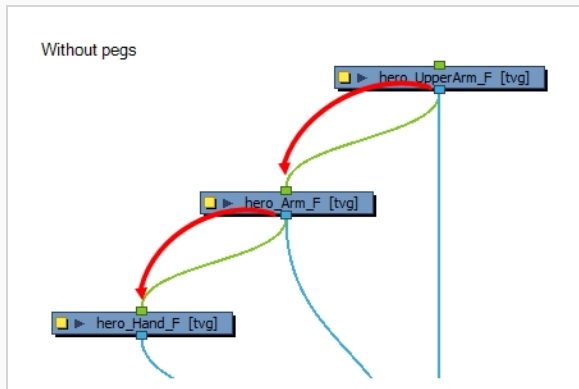 Without pegs
hero_UpperArm_F [tvg]
hero_Arm_F [tvg]
hero_Hand_F [tvg]